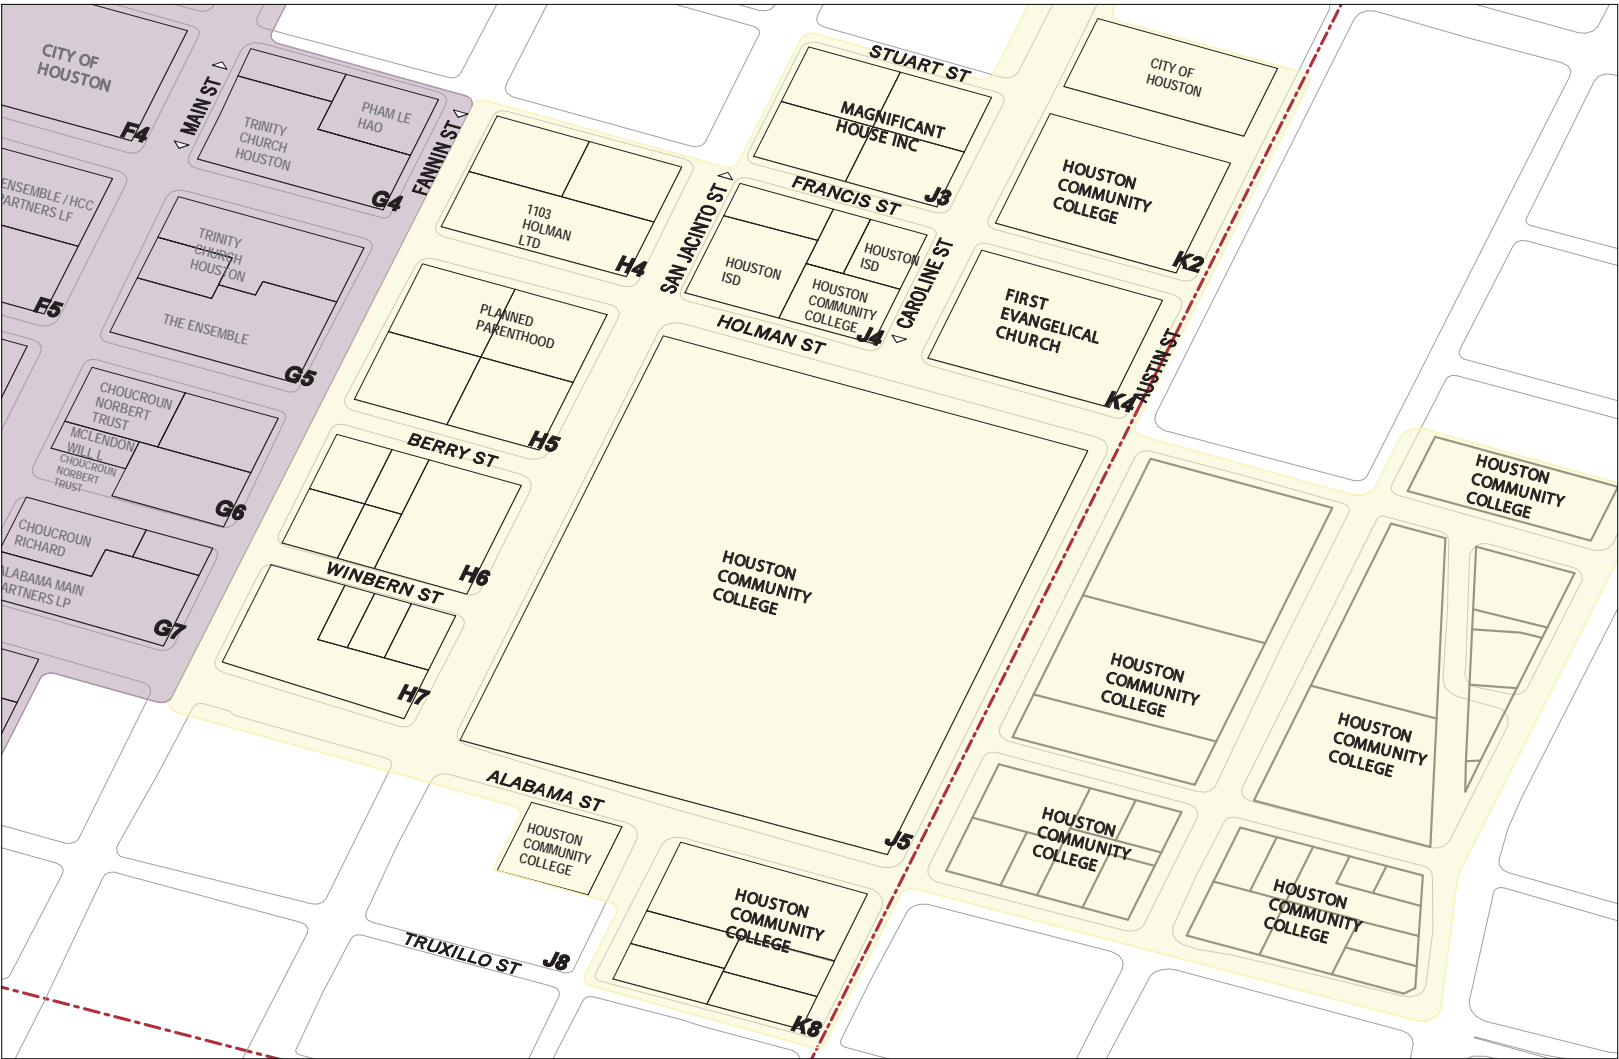 CITY OF
HOUSTON
F4
MAIN ST
PHAM LE
HAO
TRINITY
CHURCH
HOUSTON
G4
FANNIN ST
ENSEMBLE / HCC
PARTNERS LF
F5
TRINITY
CHURCH
HOUSTON
THE ENSEMBLE
G5
CHOUCROUN
NORBERT
TRUST
MCLENDON
WILL L
CHOUCROUN
NORBERT
TRUST
G6
CHOUCROUN
RICHARD
ALABAMA MAIN
ARTNERS LP
G7
1103
HOLMAN
LTD
H4
PLANNED
PARENTHOOD
H5
BERRY ST
H6
WINBERN ST
H7
STUART ST
MAGNIFICANT
HOUSE INC
J3
FRANCIS ST
SAN JACINTO ST
HOUSTON
ISD
HOUSTON
ISD
HOUSTON
COMMUNITY
COLLEGE
J4
CAROLINE ST
HOLMAN ST
CITY OF
HOUSTON
HOUSTON
COMMUNITY
COLLEGE
K2
FIRST
EVANGELICAL
CHURCH
K4
AUSTIN ST
HOUSTON
COMMUNITY
COLLEGE
J5
HOUSTON
COMMUNITY
COLLEGE
HOUSTON
COMMUNITY
COLLEGE
HOUSTON
COMMUNITY
COLLEGE
HOUSTON
COMMUNITY
COLLEGE
HOUSTON
COMMUNITY
COLLEGE
ALABAMA ST
HOUSTON
COMMUNITY
COLLEGE
HOUSTON
COMMUNITY
COLLEGE
K8
TRUXILLO ST
J8